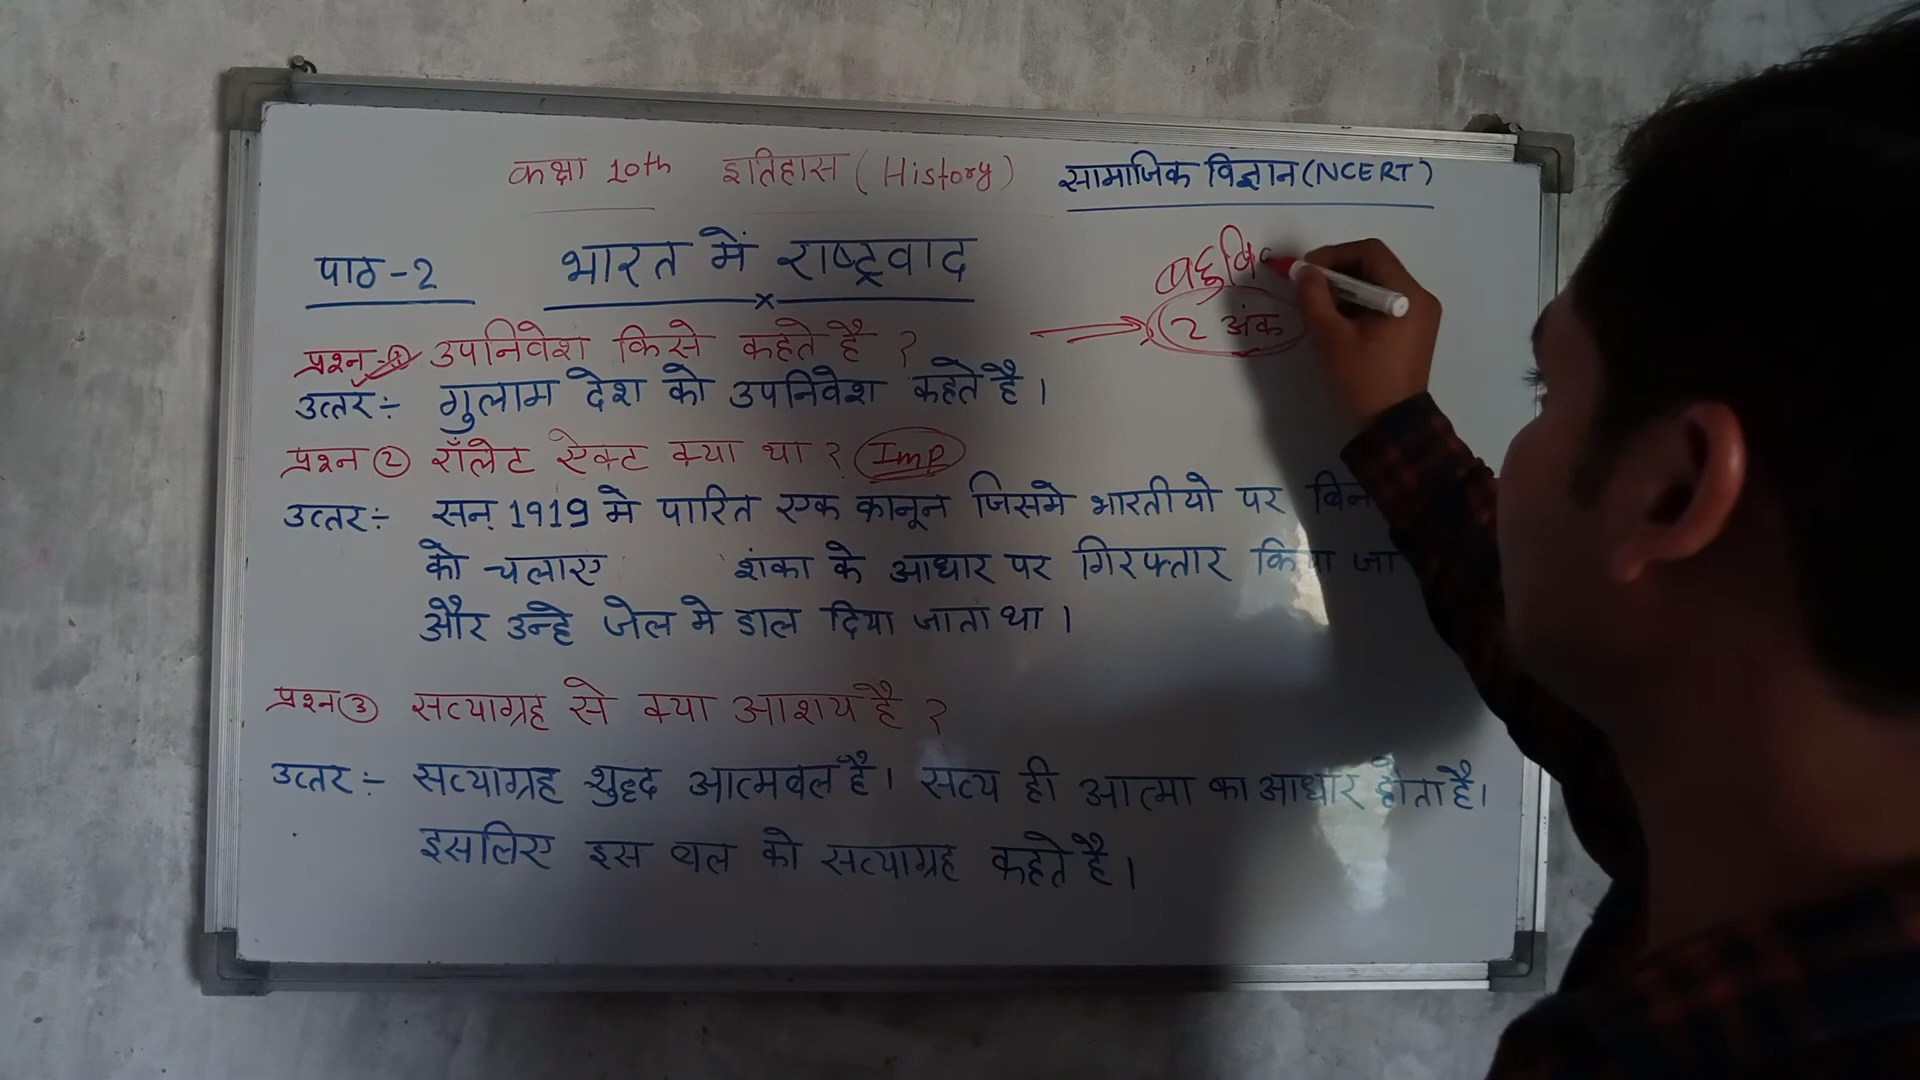 कक्षा 10th इतिहास (History) सामाजिक विज्ञान (NCERT)
पाठ-2 भारत में राष्ट्रवाद
प्रश्न-① उपनिवेश किसे कहते है ?
2 अंक
उत्तर:- गुलाम देश को उपनिवेश कहते है ।
प्रश्न ② रॉलेट ऐक्ट क्या था ? Imp
उत्तर:- सन् 1919 मे पारित एक कानून जिसमे भारतीयो पर
को चलाए शंका के आधार पर गिरफ्तार किया जा
और उन्हे जेल मे डाल दिया जाता था ।
प्रश्न ③ सत्याग्रह से क्या आशय है ?
उत्तर:- सत्याग्रह शुद्ध आत्मबल है । सत्य ही आत्मा का आधार होता है ।
इसलिए इस बल को सत्याग्रह कहते है ।